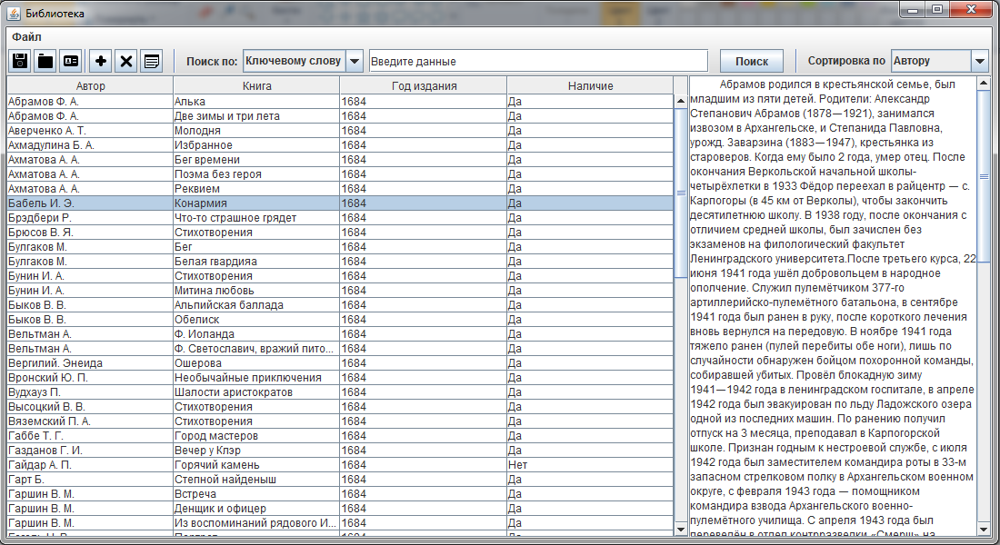 Библиотека
Файл
Поиск по: Ключевому слову Введите данные Поиск Сортировка по Автору
Автор Книга Год издания Наличие
Абрамов Ф. А. Алька 1684 Да
Абрамов Ф. А. Две зимы и три лета 1684 Да
Аверченко А. Т. Молодня 1684 Да
Ахмадулина Б. А. Избранное 1684 Да
Ахматова А. А. Бег времени 1684 Да
Ахматова А. А. Поэма без героя 1684 Да
Ахматова А. А. Реквием 1684 Да
Бабель И. Э. Конармия 1684 Да
Брэдбери Р. Что-то страшное грядет 1684 Да
Брюсов В. Я. Стихотворения 1684 Да
Булгаков М. Бег 1684 Да
Булгаков М. Белая гвардияа 1684 Да
Бунин И. А. Стихотворения 1684 Да
Бунин И. А. Митина любовь 1684 Да
Быков В. В. Альпийская баллада 1684 Да
Быков В. В. Обелиск 1684 Да
Вельтман А. Ф. Иоланда 1684 Да
Вельтман А. Ф. Светославич, вражий пито... 1684 Да
Вергилий. Энеида Ошерова 1684 Да
Вронский Ю. П. Необычайные приключения 1684 Да
Вудхауз П. Шалости аристократов 1684 Да
Высоцкий В. В. Стихотворения 1684 Да
Вяземский П. А. Стихотворения 1684 Да
Габбе Т. Г. Город мастеров 1684 Да
Газданов Г. И. Вечер у Клэр 1684 Да
Гайдар А. П. Горячий камень 1684 Нет
Гарт Б. Степной найденыш 1684 Да
Гаршин В. М. Встреча 1684 Да
Гаршин В. М. Денщик и офицер 1684 Да
Гаршин В. М. Из воспоминаний рядового И... 1684 Да
Абрамов родился в крестьянской семье, был
младшим из пяти детей. Родители: Александр
Степанович Абрамов (1878—1921), занимался
извозом в Архангельске, и Степанида Павловна,
урожд. Заварзина (1883—1947), крестьянка из
староверов. Когда ему было 2 года, умер отец. После
окончания Веркольской начальной школы-
четырёхлетки в 1933 Фёдор переехал в райцентр — с.
Карпогоры (в 45 км от Верколы), чтобы закончить
десятилетнюю школу. В 1938 году, после окончания с
отличием средней школы, был зачислен без
экзаменов на филологический факультет
Ленинградского университета.После третьего курса, 22
июня 1941 года ушёл добровольцем в народное
ополчение. Служил пулемётчиком 377-го
артиллерийско-пулемётного батальона, в сентябре
1941 года был ранен в руку, после короткого лечения
вновь вернулся на передовую. В ноябре 1941 года
тяжело ранен (пулей перебиты обе ноги), лишь по
случайности обнаружен бойцом похоронной команды,
собиравшей убитых. Провёл блокадную зиму
1941—1942 года в ленинградском госпитале, в апреле
1942 года был эвакуирован по льду Ладожского озера
одной из последних машин. По ранению получил
отпуск на 3 месяца, преподавал в Карпогорской
школе. Признан годным к нестроевой службе, с июля
1942 года был заместителем командира роты в 33-м
запасном стрелковом полку в Архангельском военном
округе, с февраля 1943 года — помощником
командира взвода Архангельского военно-
пулемётного училища. С апреля 1943 года был
переведён в отдел контрразведки «Смерш» на